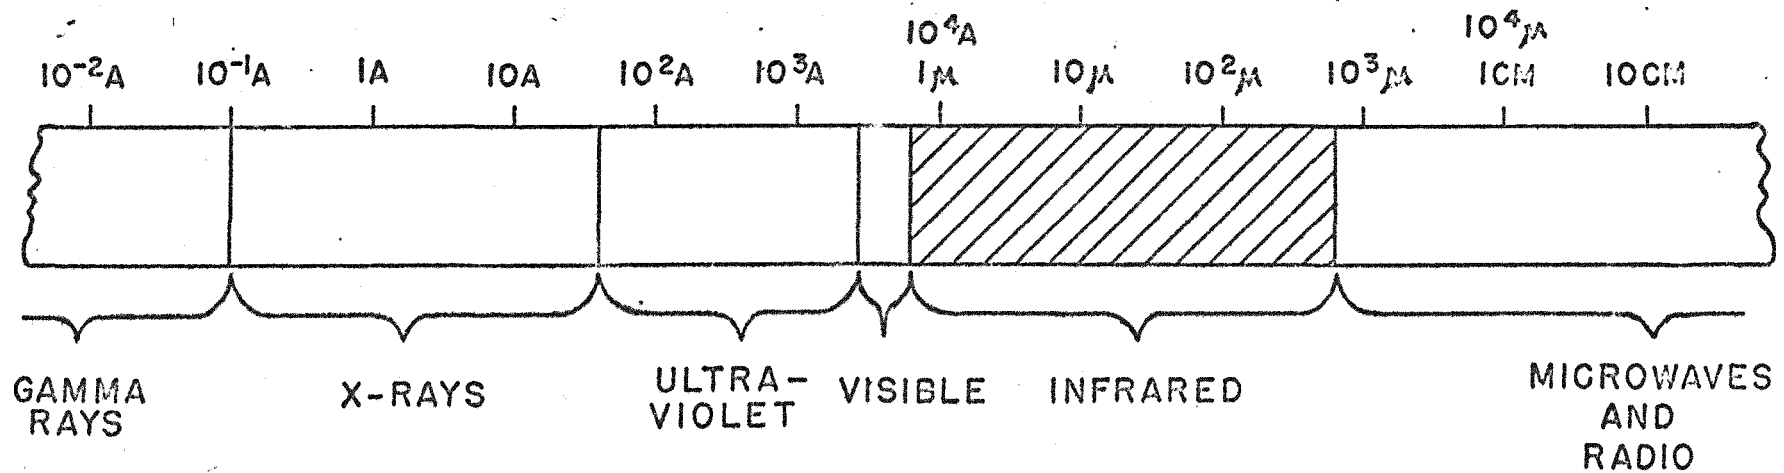 10⁴A 10⁴μ
10⁻²A 10⁻¹A 1A 10A 10²A 10³A 1μ 10μ 10²μ 10³μ 1CM 10CM
GAMMA RAYS
X-RAYS
ULTRA-
VIOLET
VISIBLE
INFRARED
MICROWAVES
AND
RADIO